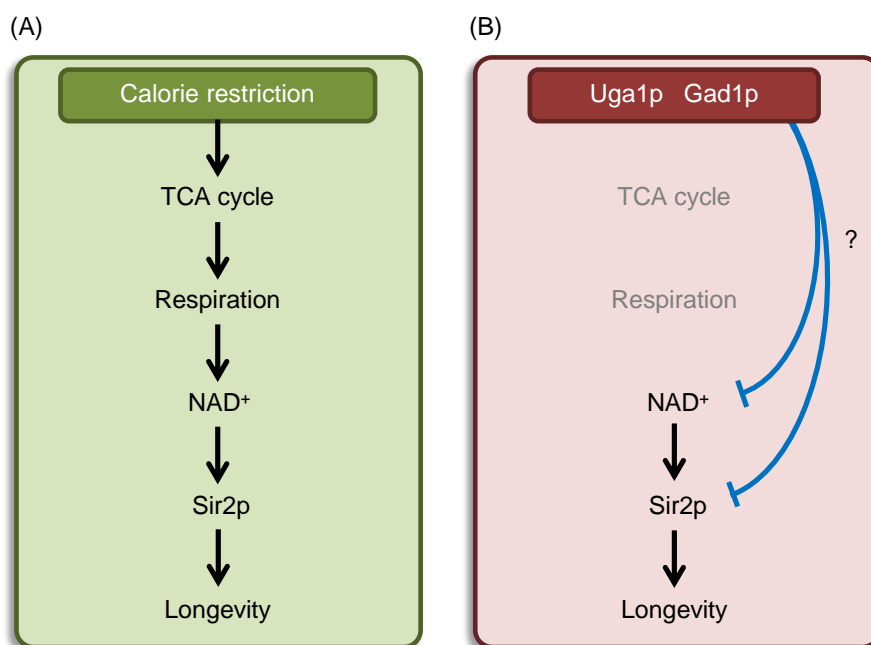 (A)
Calorie restriction
TCA cycle
Respiration
NAD⁺
Sir2p
Longevity
(B)
Uga1p Gad1p
TCA cycle
?
Respiration
NAD⁺
Sir2p
Longevity